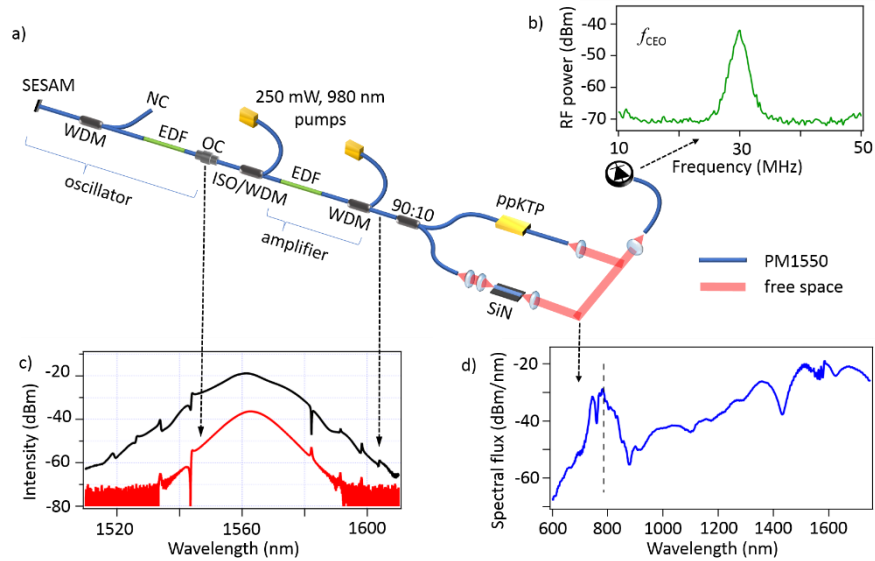 a)
SESAM
WDM
NC
EDF
OC
ISO/WDM
oscillator
250 mW, 980 nm
pumps
EDF
WDM
amplifier
90:10
ppKTP
SiN
PM1550
free space
b)
RF power (dBm)
-40
-50
-60
-70
fCEO
10
30
50
Frequency (MHz)
c)
Intensity (dBm)
-20
-40
-60
-80
1520
1560
1600
Wavelength (nm)
d)
Spectral flux (dBm/nm)
-20
-40
-60
600
800
1000
1200
1400
1600
Wavelength (nm)